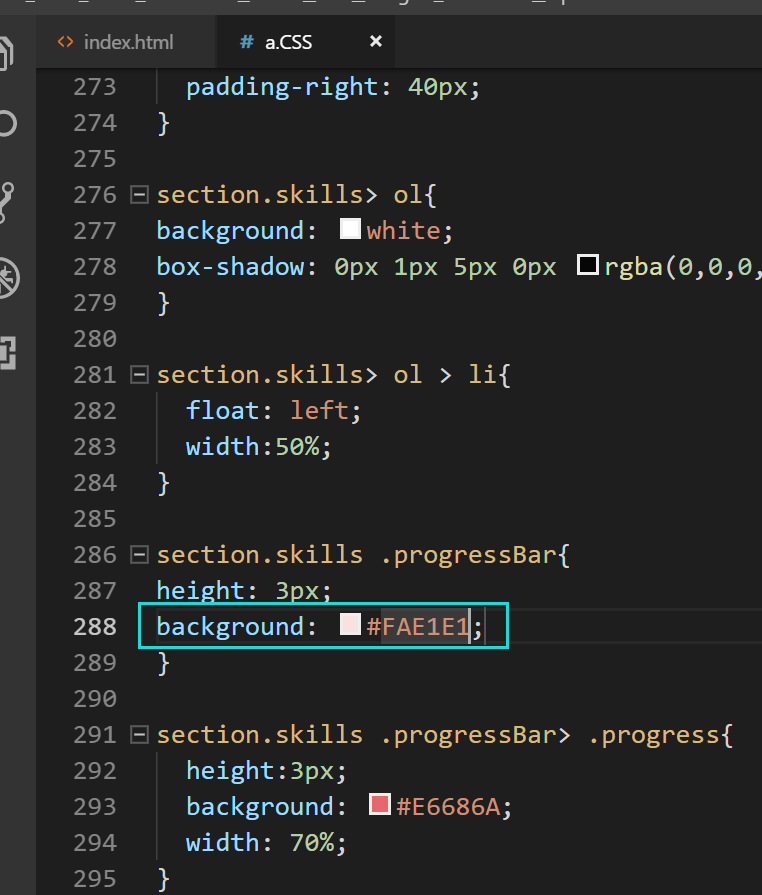 <> index.html # a.CSS ×
273 padding-right: 40px;
274 }
275
276 section.skills> ol{
277 background: white;
278 box-shadow: 0px 1px 5px 0px rgba(0,0,0,
279 }
280
281 section.skills> ol > li{
282 float: left;
283 width:50%;
284 }
285
286 section.skills .progressBar{
287 height: 3px;
288 background: #FAE1E1;
289 }
290
291 section.skills .progressBar> .progress{
292 height:3px;
293 background: #E6686A;
294 width: 70%;
295 }